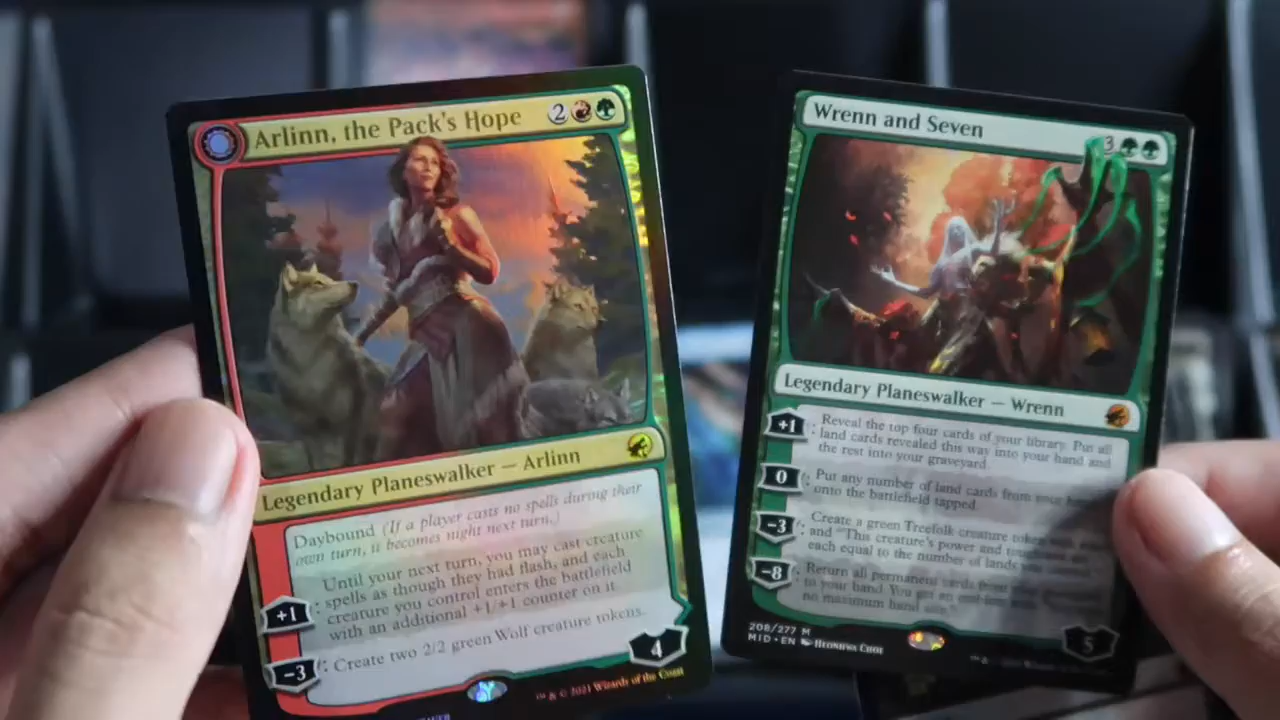 Arlinn, the Pack's Hope
2
Legendary Planeswalker — Arlinn
Daybound (If a player casts no spells during their
own turn, it becomes night next turn.)
+1: Until your next turn, you may cast creature
spells as though they had flash, and each
creature you control enters the battlefield
with an additional +1/+1 counter on it.
-3: Create two 2/2 green Wolf creature tokens.
4
™ & © 2021 Wizards of the Coast
Wrenn and Seven
3
Legendary Planeswalker — Wrenn
+1: Reveal the top four cards of your library. Put all
land cards revealed this way into your hand and
the rest into your graveyard.
0: Put any number of land cards from your
onto the battlefield tapped.
-3: Create a green Treefolk creature token with
and "This creature's power and toughness are
each equal to the number of lands you control."
-8: Return all permanent cards from your
to your hand. You get an emblem with
no maximum hand size."
5
208/277 M
MID • EN Heonhwa Choe